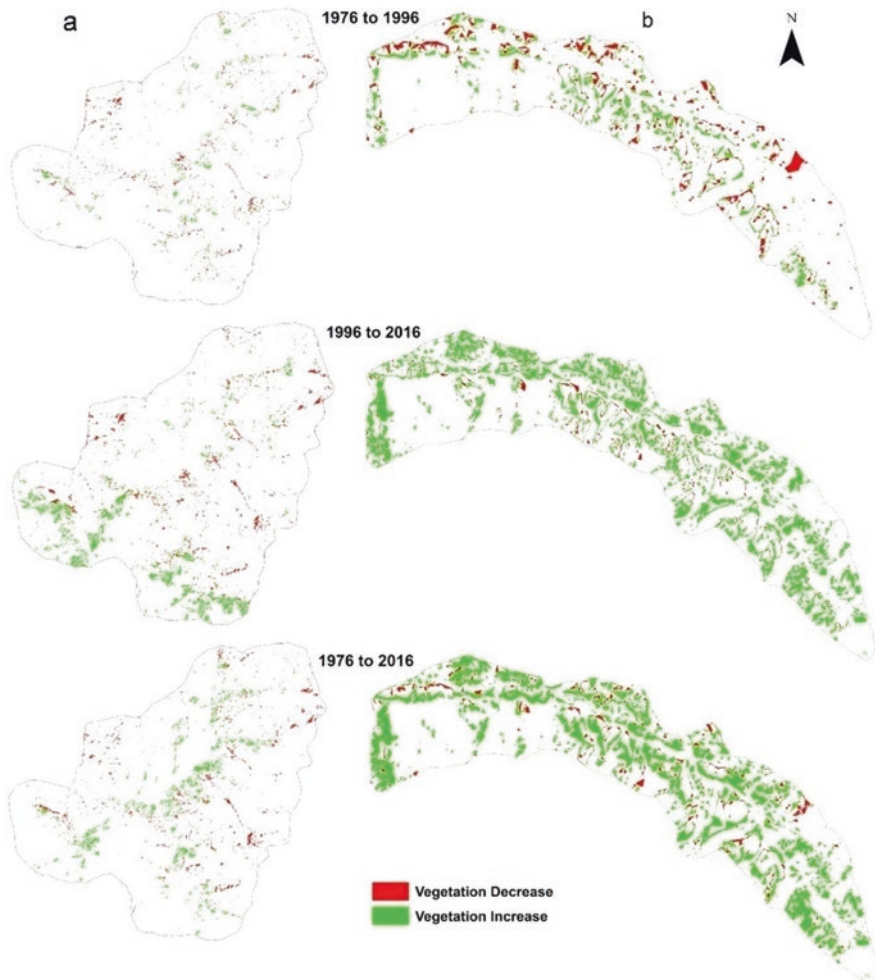 a
1976 to 1996
b
N
1996 to 2016
1976 to 2016
Vegetation Decrease
Vegetation Increase